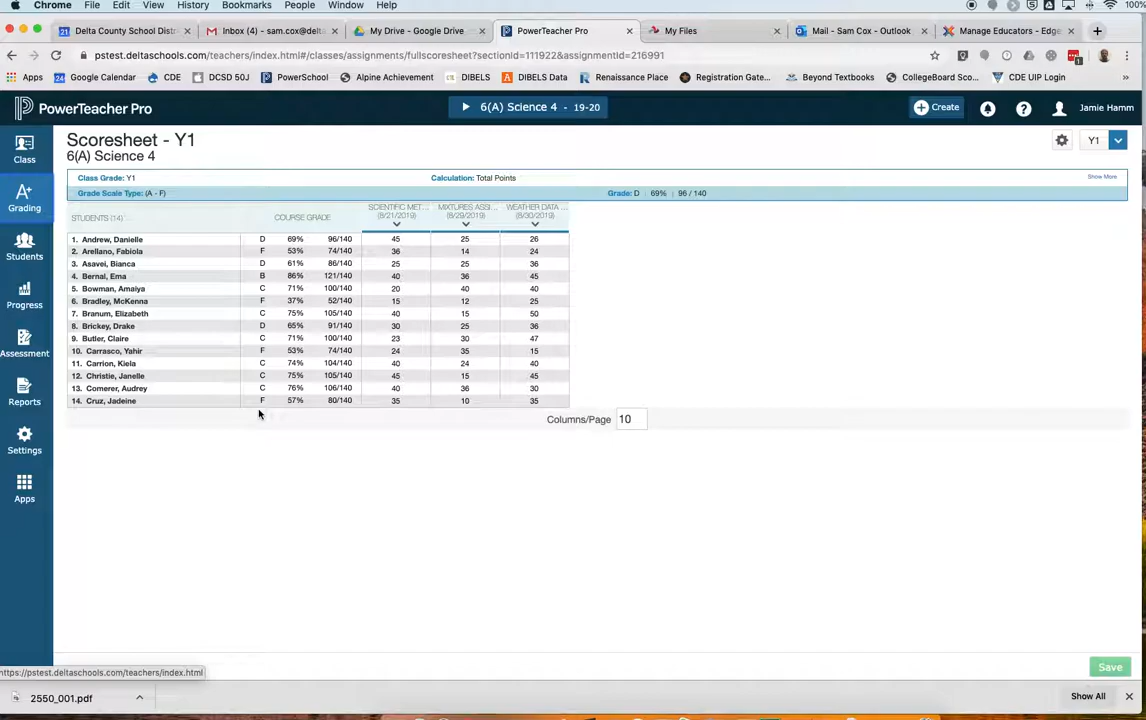 Chrome File Edit View History Bookmarks People Window Help 100%
Delta County School Distri Inbox (4) - sam.cox@delta My Drive - Google Drive PowerTeacher Pro My Files Mail - Sam Cox - Outlook Manage Educators - Edge
pstest.deltaschools.com/teachers/index.html#/classes/assignments/fullscoresheet?sectionId=111922&assignmentId=216991
Apps Google Calendar CDE DCSD 50J PowerSchool Alpine Achievement DIBELS DIBELS Data Renaissance Place Registration Gatew... Beyond Textbooks CollegeBoard Sco... CDE UIP Login
PowerTeacher Pro 6(A) Science 4 - 19-20 Create Jamie Hamm
Scoresheet - Y1 Y1
6(A) Science 4
Class
Class Grade: Y1 Calculation: Total Points Show More
Grade Scale Type: (A - F) Grade: D 69% 96 / 140
Grading
STUDENTS (14) COURSE GRADE SCIENTIFIC MET... (8/21/2019) MIXTURES ASSI... (8/29/2019) WEATHER DATA ... (8/30/2019)
1. Andrew, Danielle D 69% 96/140 45 25 26
2. Arellano, Fabiola F 53% 74/140 36 14 24
3. Asavei, Bianca D 61% 86/140 25 25 36
4. Bernal, Ema B 86% 121/140 40 36 45
5. Bowman, Amaiya C 71% 100/140 20 40 40
6. Bradley, McKenna F 37% 52/140 15 12 25
7. Branum, Elizabeth C 75% 105/140 40 15 50
8. Brickey, Drake D 65% 91/140 30 25 36
9. Butler, Claire C 71% 100/140 23 30 47
10. Carrasco, Yahir F 53% 74/140 24 35 15
11. Carrion, Kiela C 74% 104/140 40 24 40
12. Christie, Janelle C 75% 105/140 45 15 45
13. Comerer, Audrey C 76% 106/140 40 36 30
14. Cruz, Jadeine F 57% 80/140 35 10 35
Columns/Page 10
Students
Progress
Assessment
Reports
Settings
Apps
Save
https://pstest.deltaschools.com/teachers/index.html
2550_001.pdf Show All